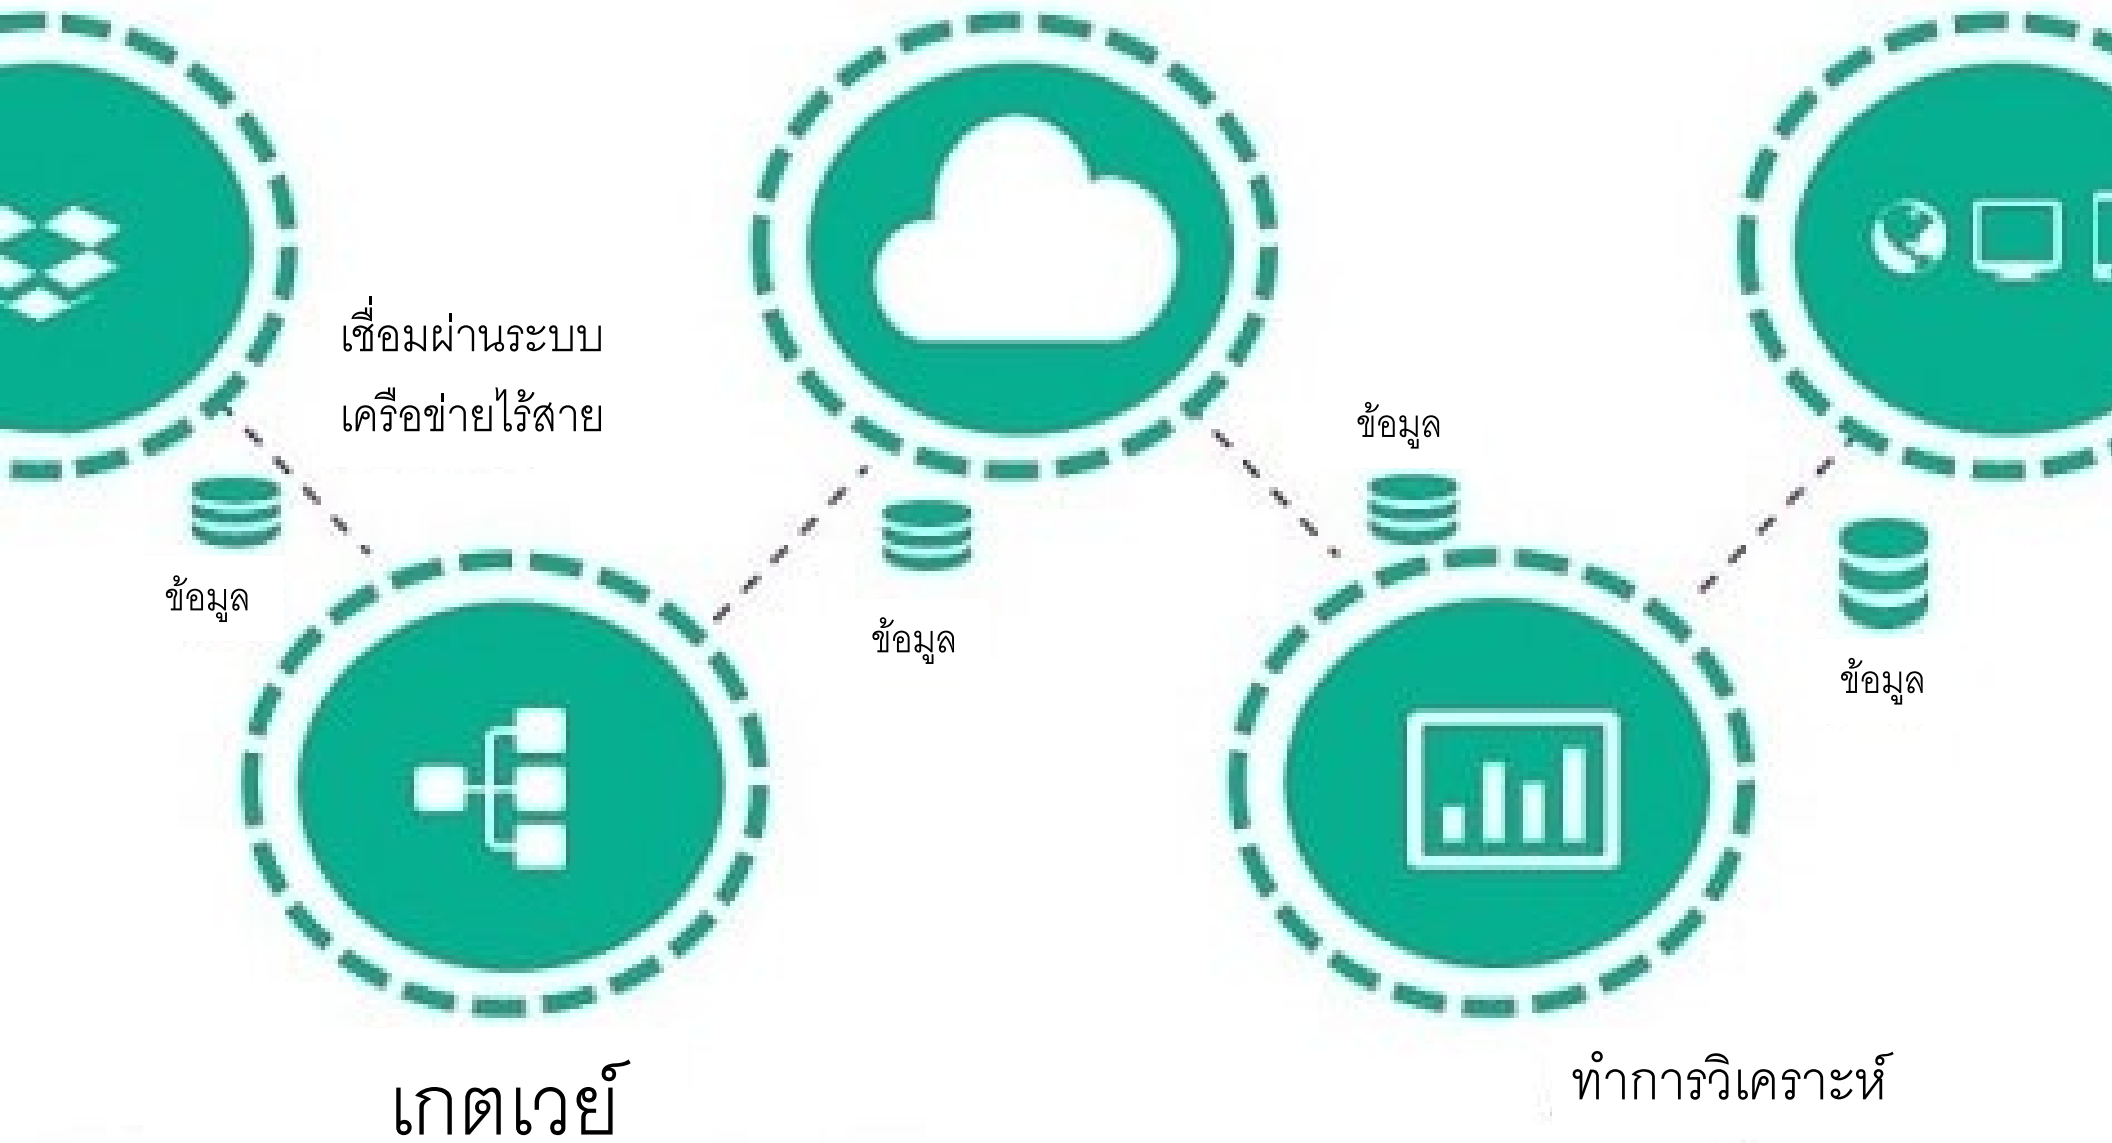 เชื่อมผ่านระบบ
เครือข่ายไร้สาย
ข้อมูล
ข้อมูล
ข้อมูล
ข้อมูล
เกตเวย์
ทำการวิเคราะห์